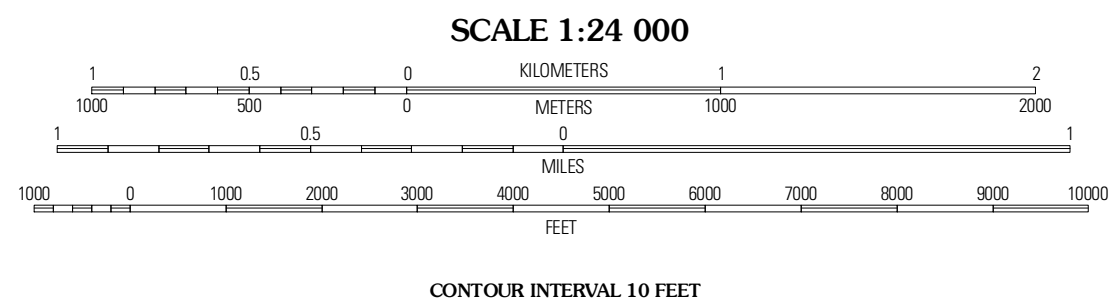 SCALE 1:24 000
1 0.5 0 KILOMETERS 1 2
1000 500 0 METERS 1000 2000
1 0.5 0 1
MILES
1000 0 1000 2000 3000 4000 5000 6000 7000 8000 9000 10000
FEET
CONTOUR INTERVAL 10 FEET